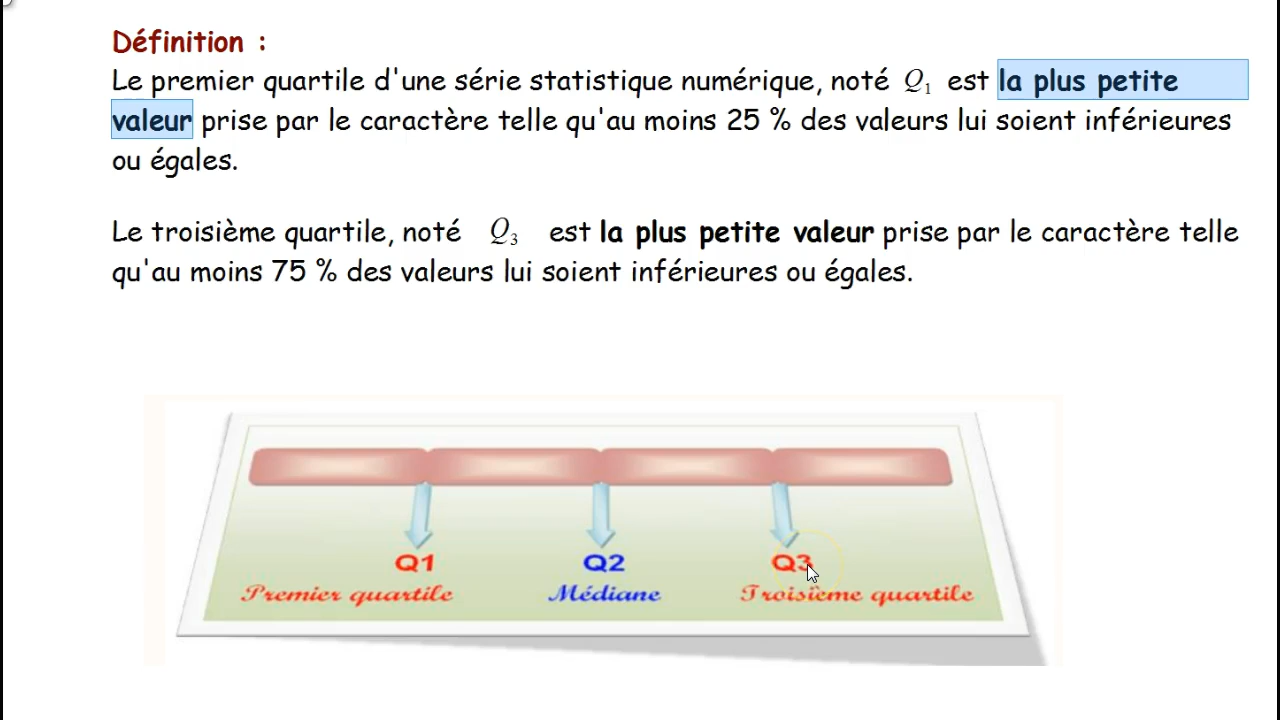 Définition :
Le premier quartile d'une série statistique numérique, noté Q₁ est la plus petite
valeur prise par le caractère telle qu'au moins 25 % des valeurs lui soient inférieures
ou égales.
Le troisième quartile, noté Q₃ est la plus petite valeur prise par le caractère telle
qu'au moins 75 % des valeurs lui soient inférieures ou égales.
Q1 Q2 Q3
Premier quartile Médiane Troisième quartile